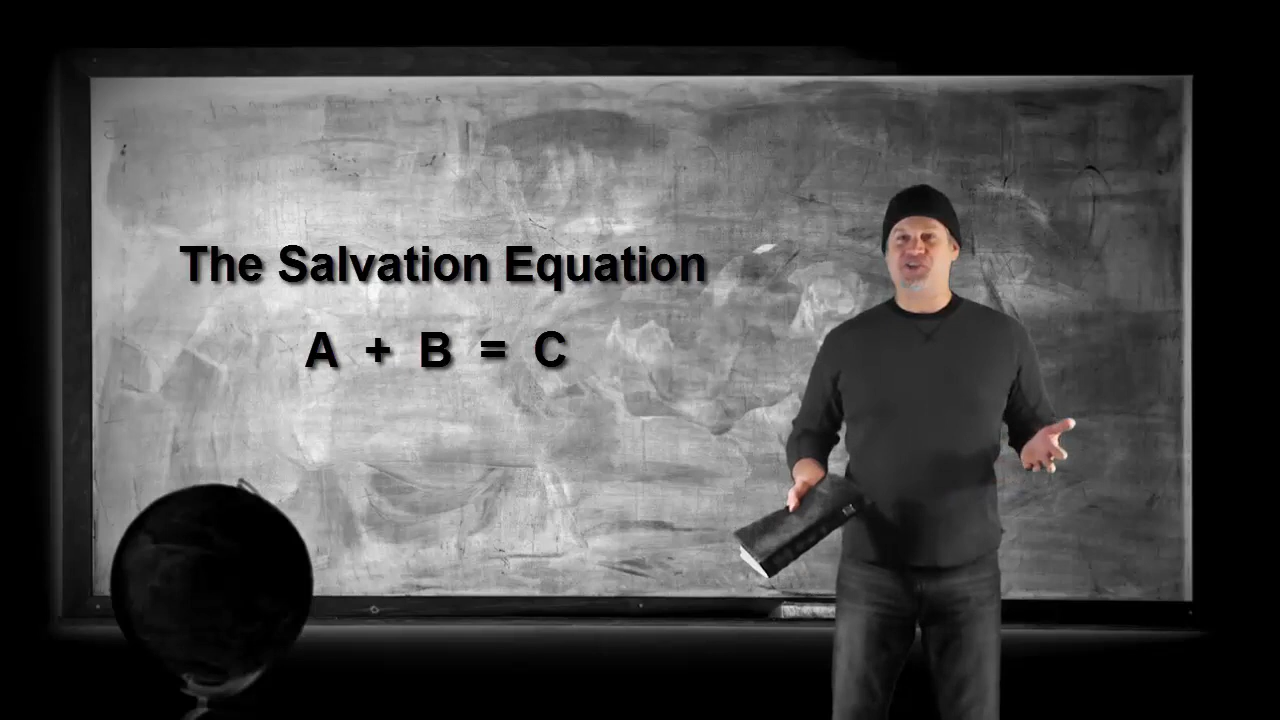 The Salvation Equation
A + B = C